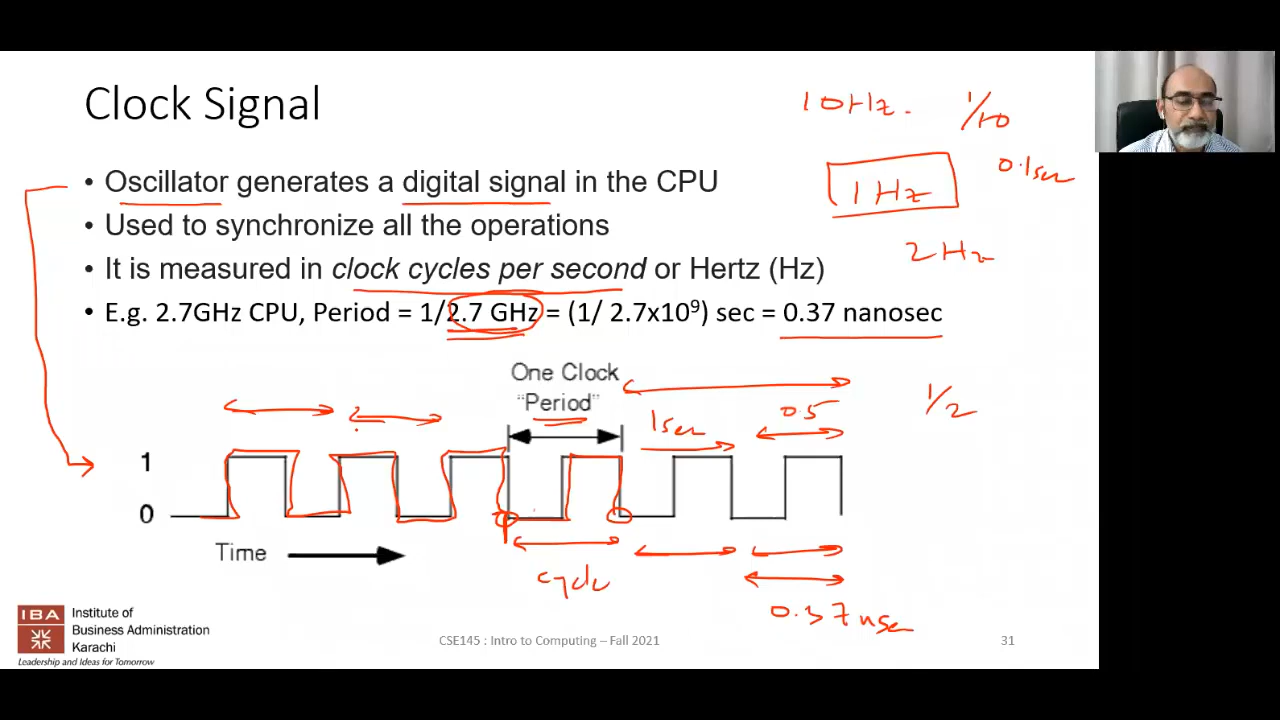 Clock Signal
10Hz.
1/10
0.1sec
1 Hz
2 Hz
• Oscillator generates a digital signal in the CPU
• Used to synchronize all the operations
• It is measured in clock cycles per second or Hertz (Hz)
• E.g. 2.7GHz CPU, Period = 1/2.7 GHz = (1/ 2.7x10⁹) sec = 0.37 nanosec
One Clock
"Period"
1sec
0.5
1/2
1
0
Time
cycle
0.37nsec
IBA
Institute of
Business Administration
Karachi
Leadership and Ideas for Tomorrow
CSE145 : Intro to Computing – Fall 2021
31